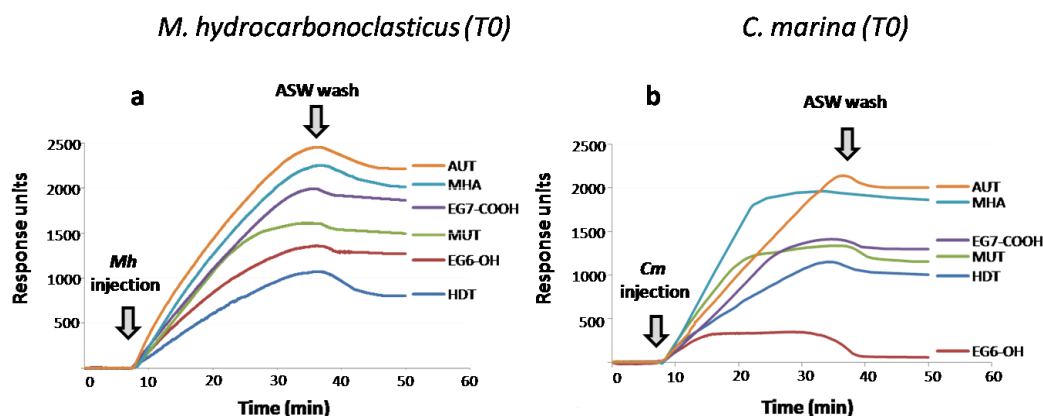 M. hydrocarbonoclasticus (T0)
C. marina (T0)
a
ASW wash
2500
2000
1500
1000
500
Response units
Mh
injection
AUT
MHA
EG7-COOH
MUT
EG6-OH
HDT
0 10 20 30 40 50 60
Time (min)
b
ASW wash
2500
2000
1500
1000
500
Response units
Cm
injection
AUT
MHA
EG7-COOH
MUT
HDT
EG6-OH
0 10 20 30 40 50 60
Time (min)